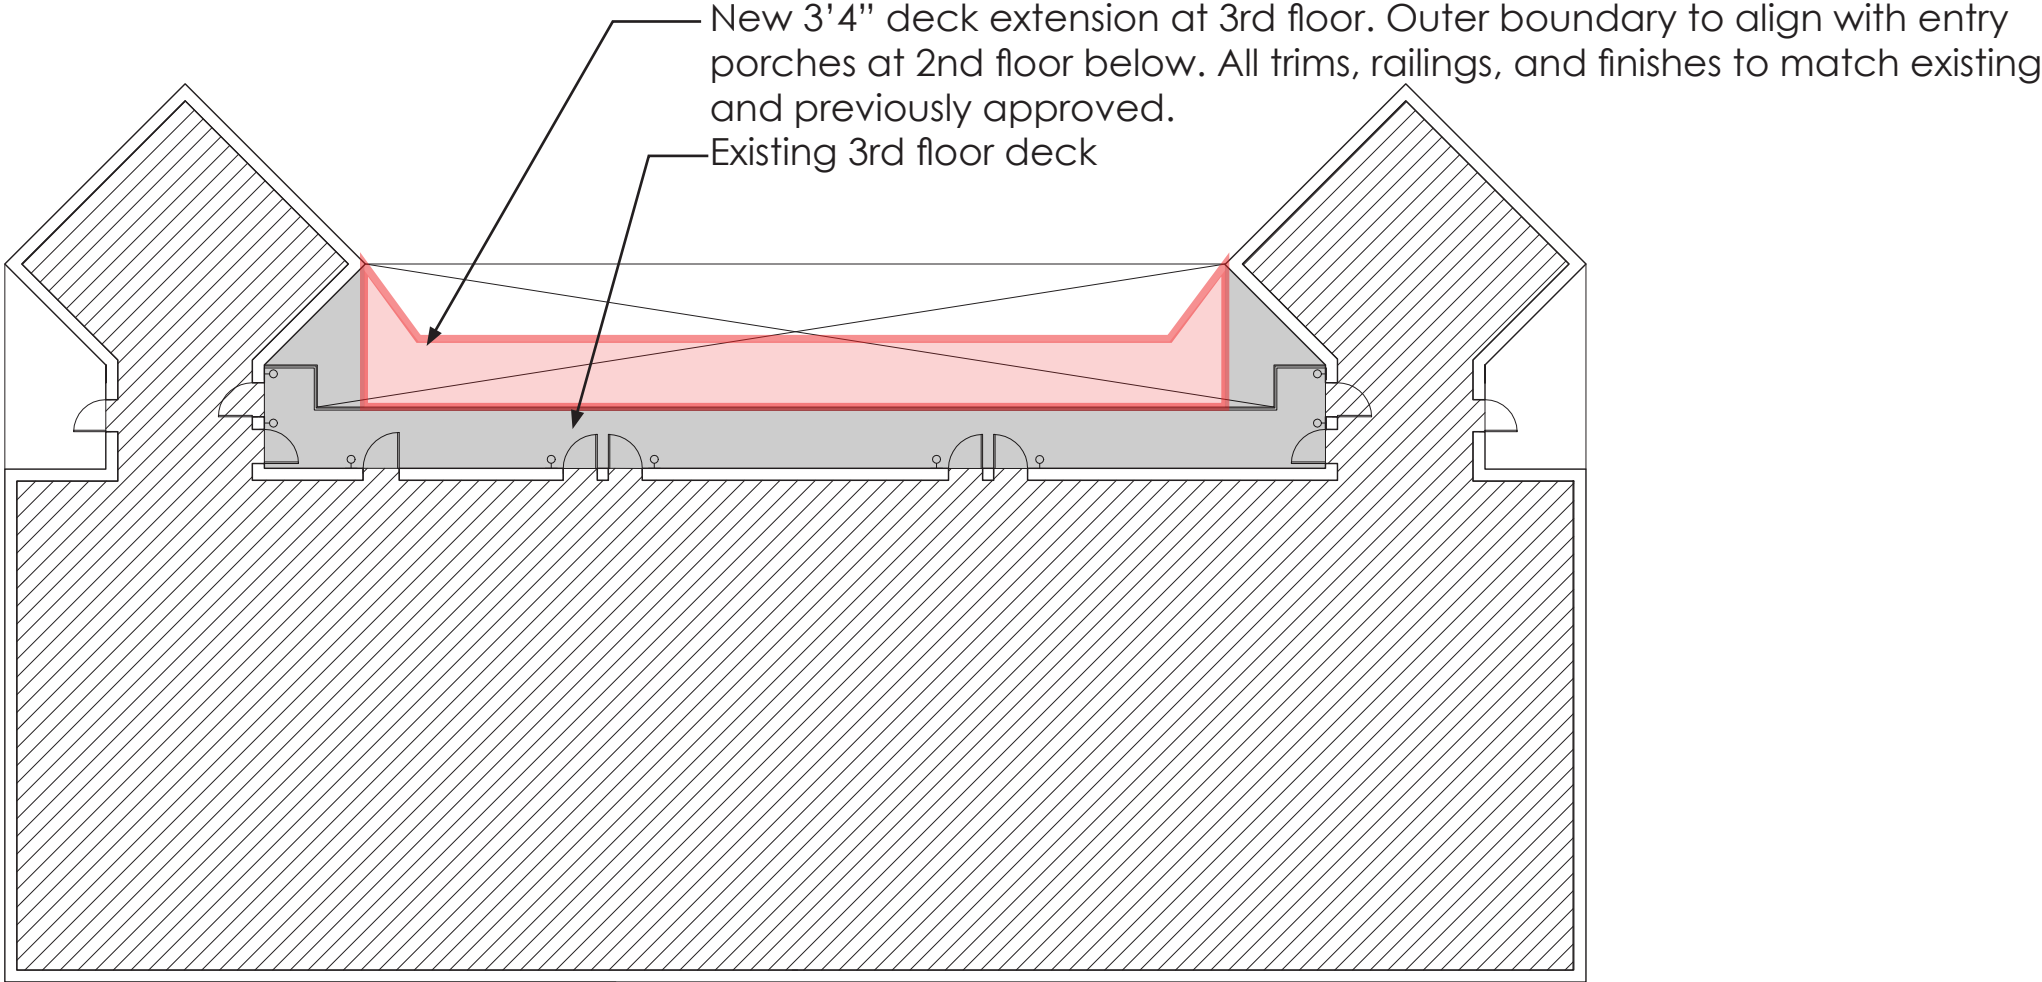 New 3’4” deck extension at 3rd floor. Outer boundary to align with entry
porches at 2nd floor below. All trims, railings, and finishes to match existing
and previously approved.
Existing 3rd floor deck